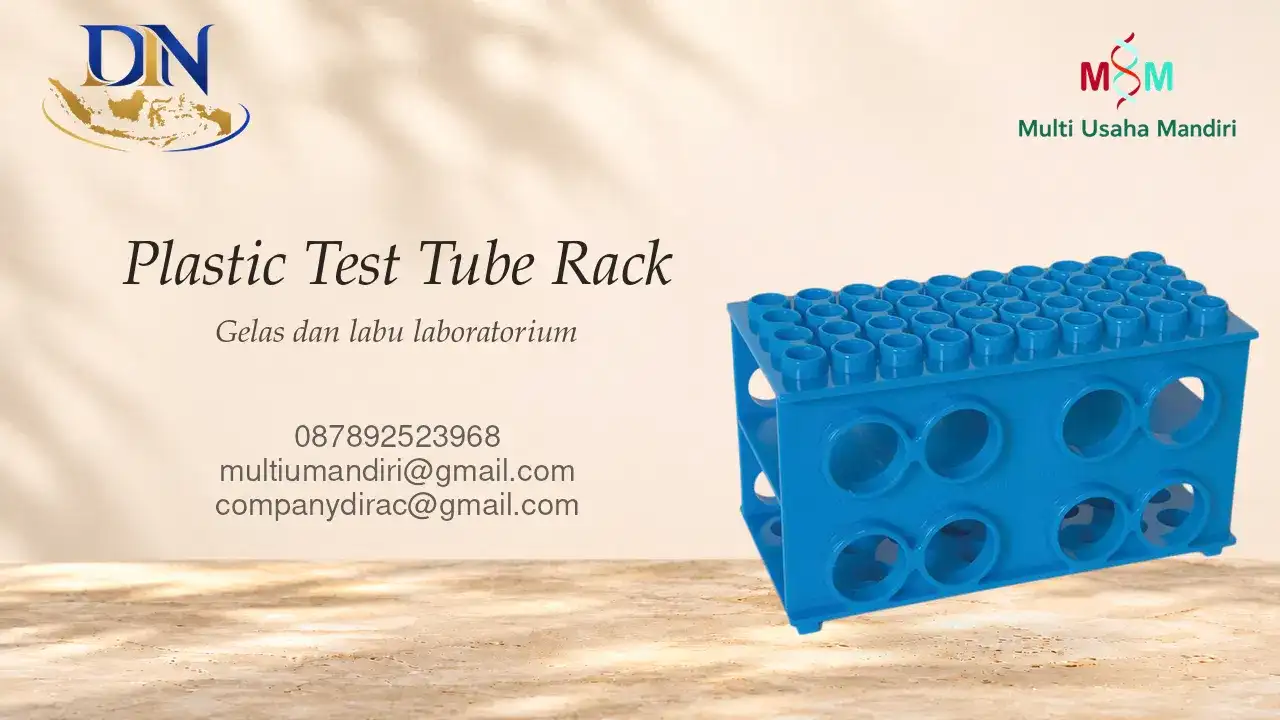 DN
M M
Multi Usaha Mandiri
Plastic Test Tube Rack
Gelas dan labu laboratorium
087892523968
multiumandiri@gmail.com
companydirac@gmail.com